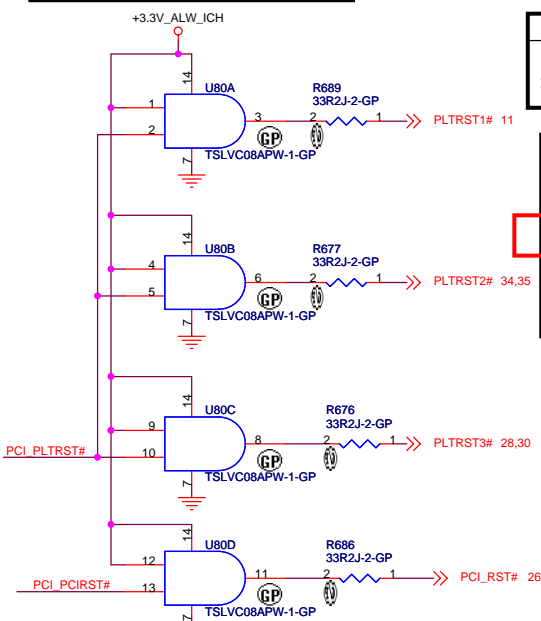 +3.3V_ALW_ICH
14 U80A R689
33R2J-2-GP
1 3 2 1 PLTRST1# 11
2 GP
7 TSLVC08APW-1-GP
14 U80B R677
33R2J-2-GP
4 6 2 1 PLTRST2# 34,35
5 GP
7 TSLVC08APW-1-GP
14 U80C R676
33R2J-2-GP
9 8 2 1 PLTRST3# 28,30
PCI_PLTRST# 10 GP
7 TSLVC08APW-1-GP
14 U80D R686
33R2J-2-GP
12 11 2 1 PCI_RST# 26
PCI_PCIRST# 13 GP
7 TSLVC08APW-1-GP